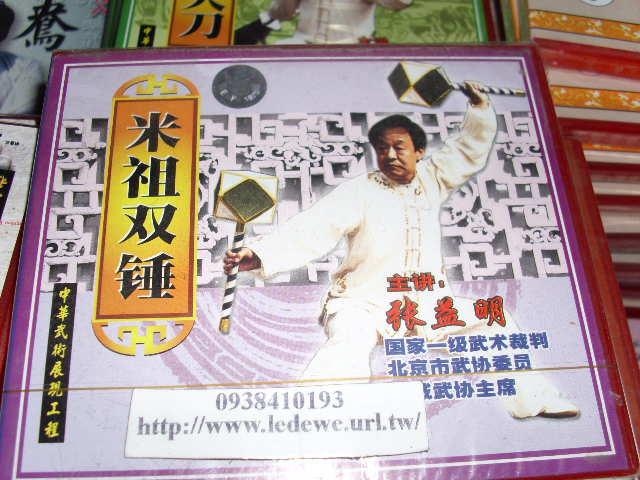 米祖双锤
中華武術展現工程
主讲:
张益明
国家一级武术裁判
北京市武协委员
武协主席
0938410193
http://www.ledewe.url.tw/
大刀